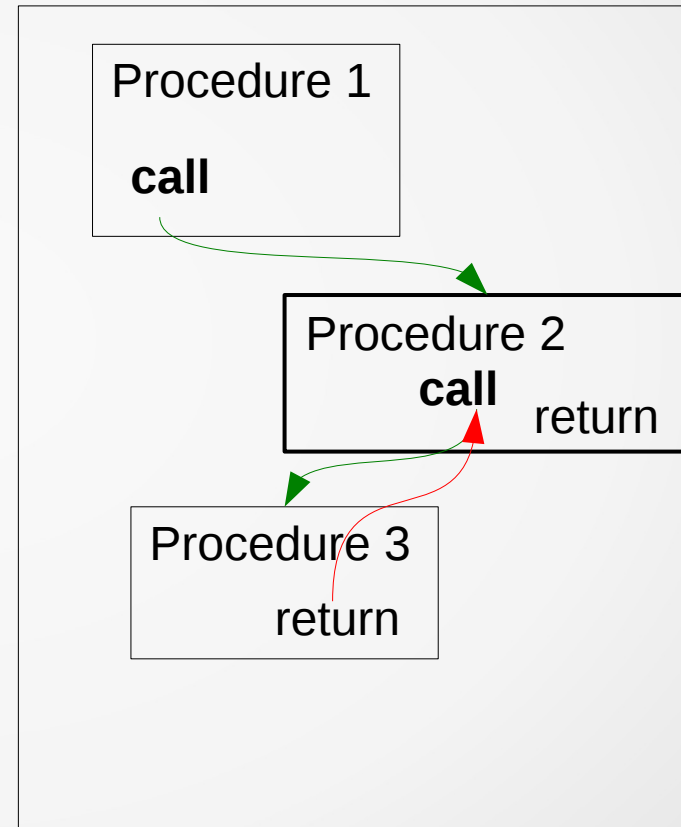 Procedure 1
call
Procedure 2
call
return
Procedure 3
return